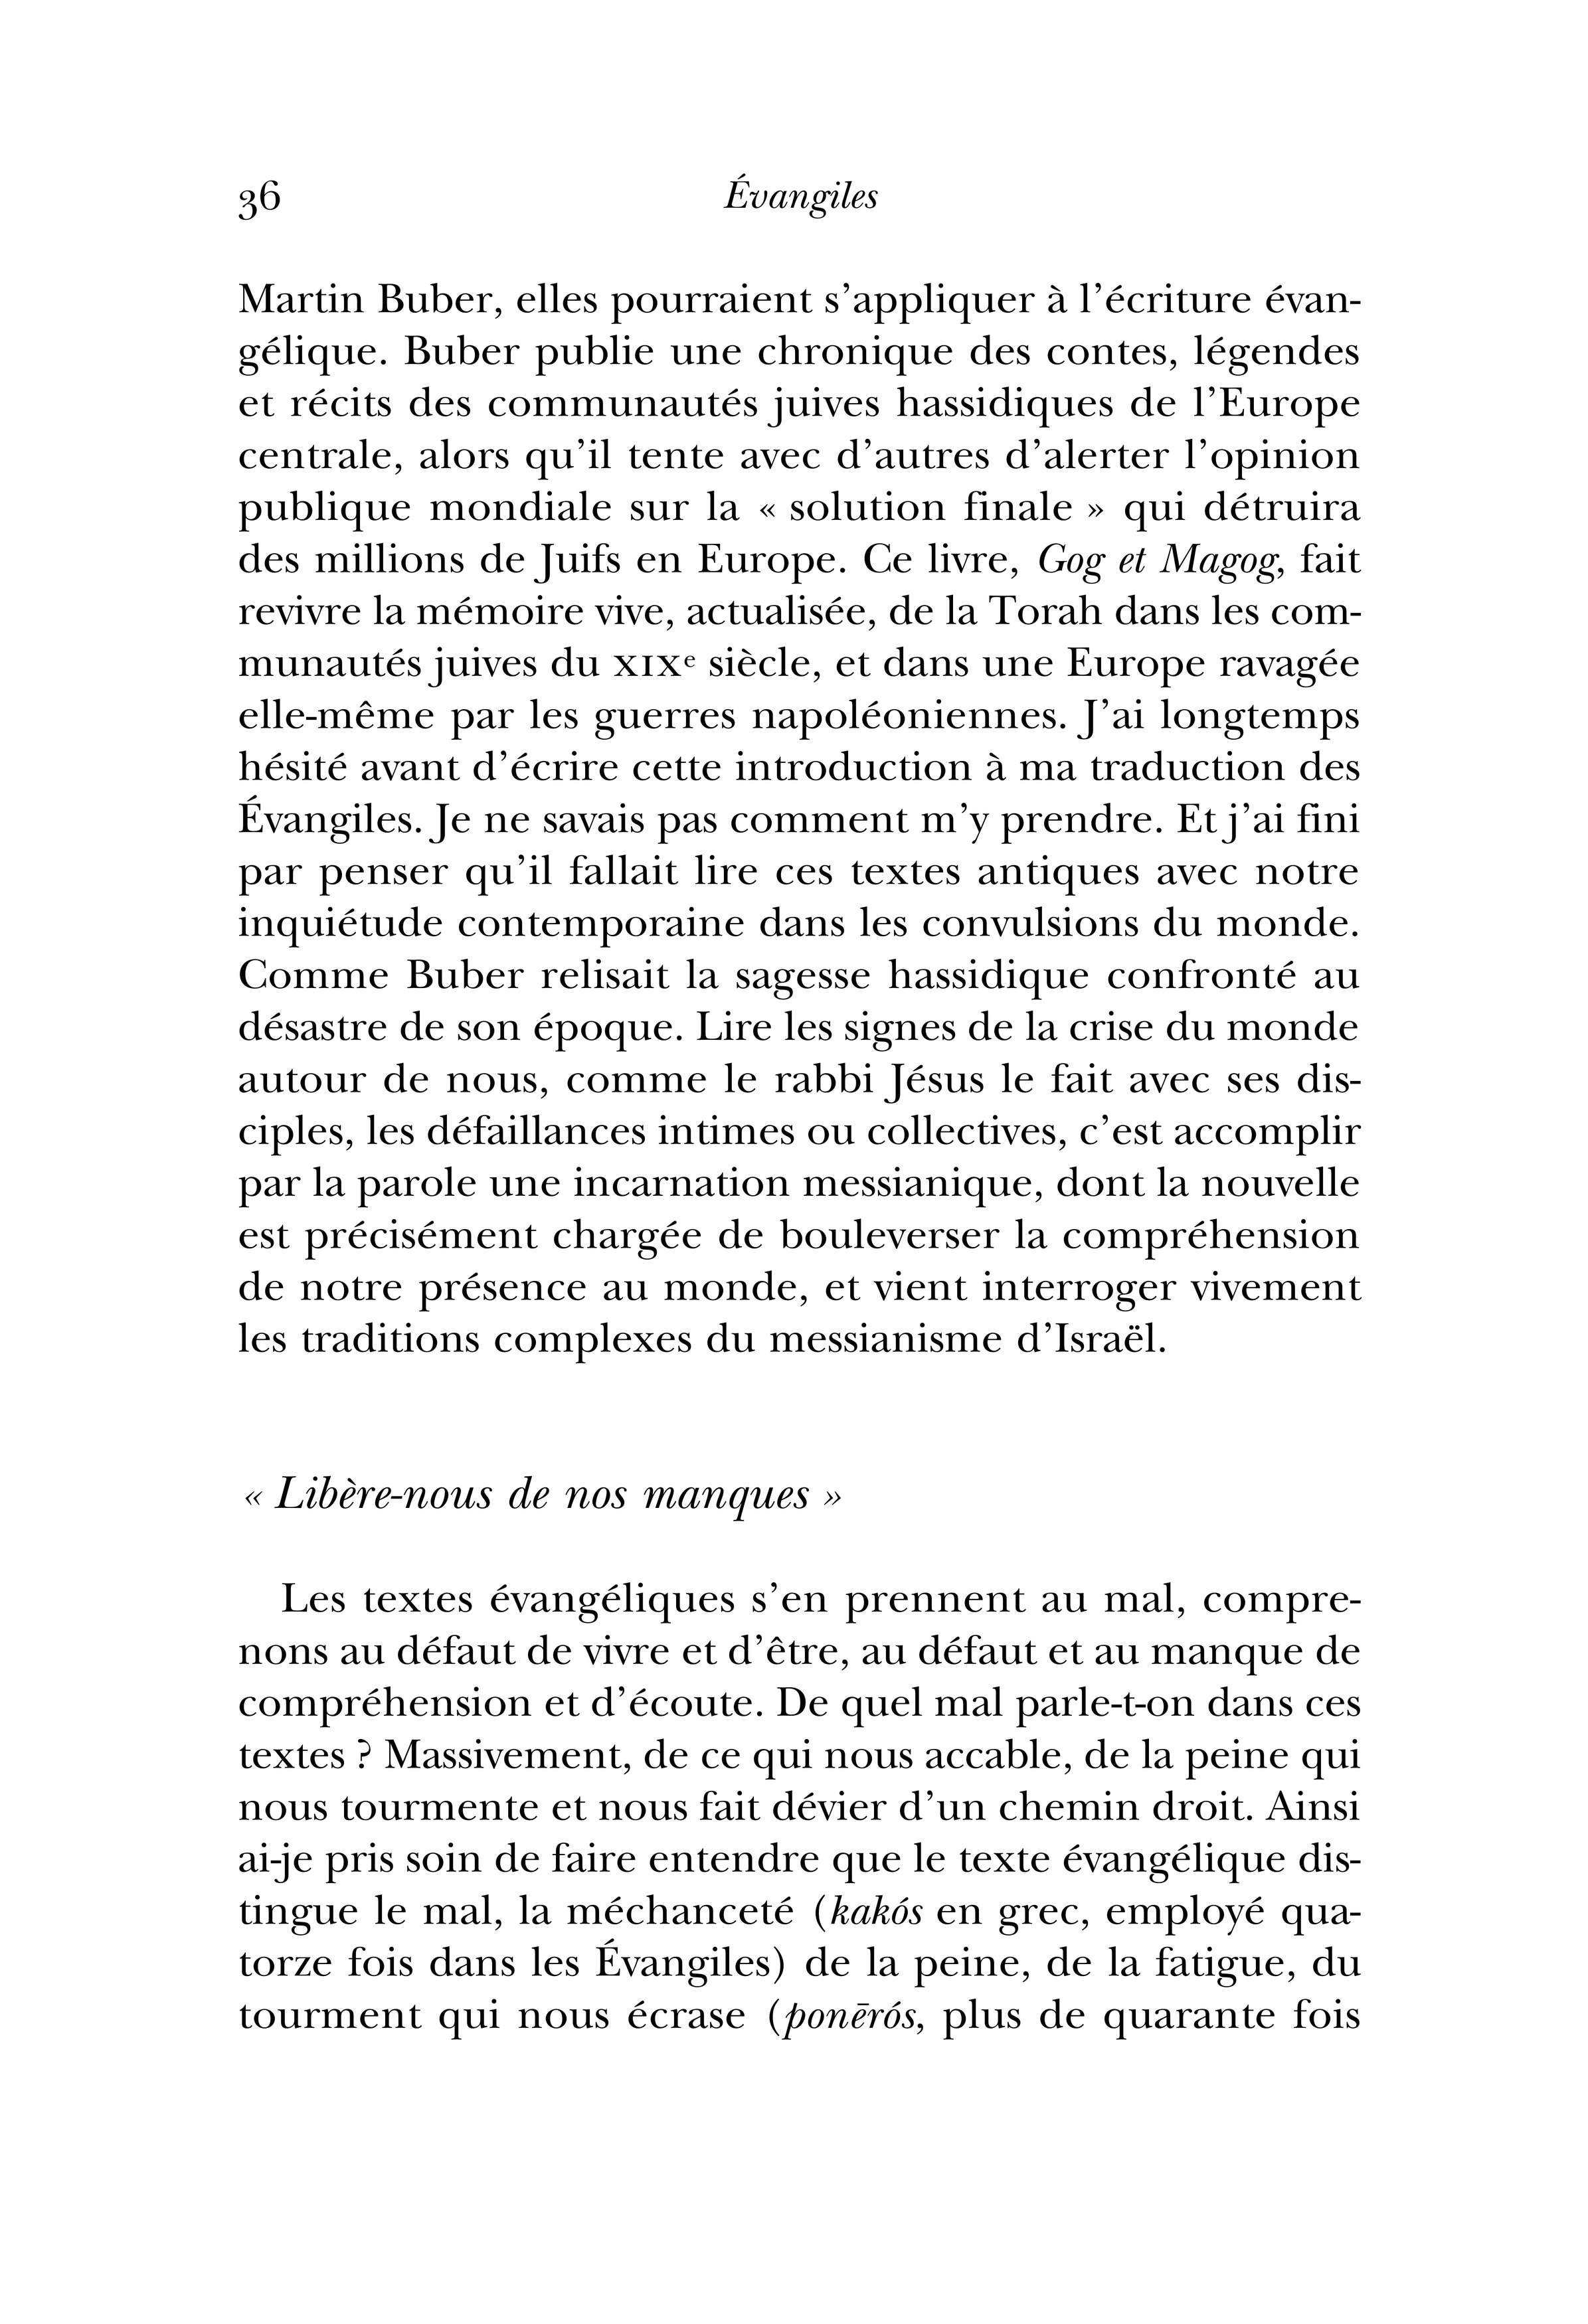 36 Évangiles
Martin Buber, elles pourraient s’appliquer à l’écriture évan-
gélique. Buber publie une chronique des contes, légendes
et récits des communautés juives hassidiques de l’Europe
centrale, alors qu’il tente avec d’autres d’alerter l’opinion
publique mondiale sur la « solution finale » qui détruira
des millions de Juifs en Europe. Ce livre, Gog et Magog, fait
revivre la mémoire vive, actualisée, de la Torah dans les com-
munautés juives du XIXe siècle, et dans une Europe ravagée
elle-même par les guerres napoléoniennes. J’ai longtemps
hésité avant d’écrire cette introduction à ma traduction des
Évangiles. Je ne savais pas comment m’y prendre. Et j’ai fini
par penser qu’il fallait lire ces textes antiques avec notre
inquiétude contemporaine dans les convulsions du monde.
Comme Buber relisait la sagesse hassidique confronté au
désastre de son époque. Lire les signes de la crise du monde
autour de nous, comme le rabbi Jésus le fait avec ses dis-
ciples, les défaillances intimes ou collectives, c’est accomplir
par la parole une incarnation messianique, dont la nouvelle
est précisément chargée de bouleverser la compréhension
de notre présence au monde, et vient interroger vivement
les traditions complexes du messianisme d’Israël.
« Libère-nous de nos manques »
Les textes évangéliques s’en prennent au mal, compre-
nons au défaut de vivre et d’être, au défaut et au manque de
compréhension et d’écoute. De quel mal parle-t-on dans ces
textes ? Massivement, de ce qui nous accable, de la peine qui
nous tourmente et nous fait dévier d’un chemin droit. Ainsi
ai-je pris soin de faire entendre que le texte évangélique dis-
tingue le mal, la méchanceté (kakós en grec, employé qua-
torze fois dans les Évangiles) de la peine, de la fatigue, du
tourment qui nous écrase (ponērós, plus de quarante fois